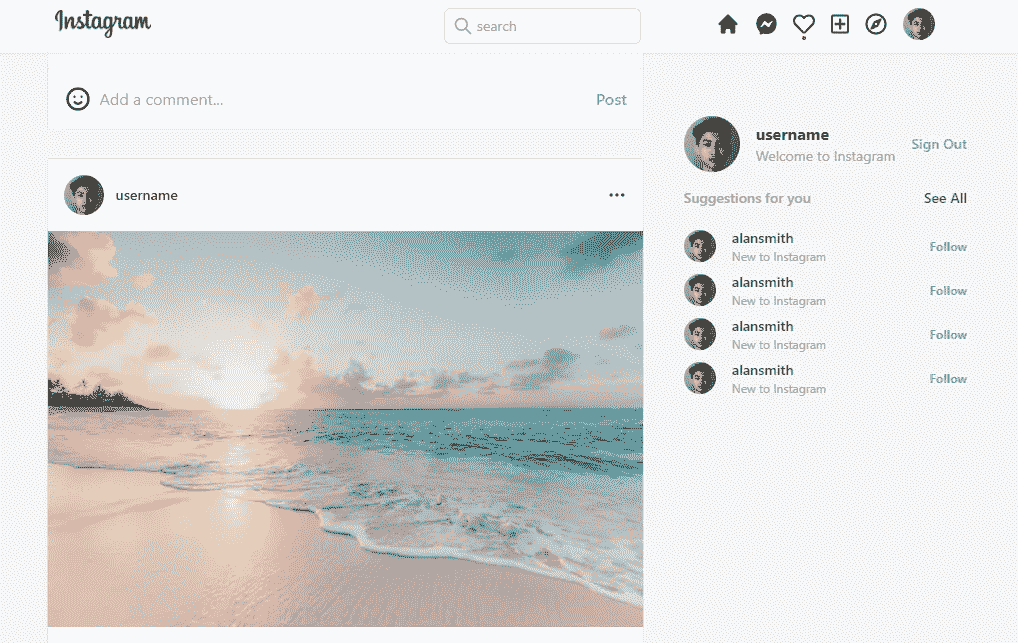 Instagram
search
Add a comment...
Post
username
username
Welcome to Instagram
Sign Out
Suggestions for you
See All
alansmith
New to Instagram
Follow
alansmith
New to Instagram
Follow
alansmith
New to Instagram
Follow
alansmith
New to Instagram
Follow